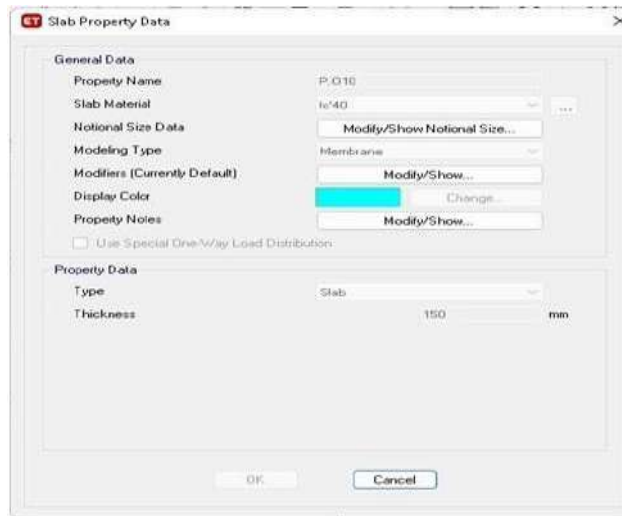 ET Slab Property Data
General Data
Property Name P.O10
Slab Material fc'40 ...
Notional Size Data Modify/Show Notional Size...
Modeling Type Membrane
Modifiers (Currently Default) Modify/Show...
Display Color Change...
Property Notes Modify/Show...
Use Special One-Way Load Distribution
Property Data
Type Slab
Thickness 150 mm
OK Cancel